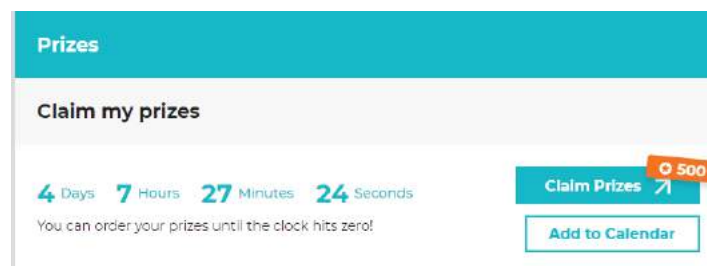 Prizes
Claim my prizes
500
4 Days 7 Hours 27 Minutes 24 Seconds
Claim Prizes
You can order your prizes until the clock hits zero!
Add to Calendar